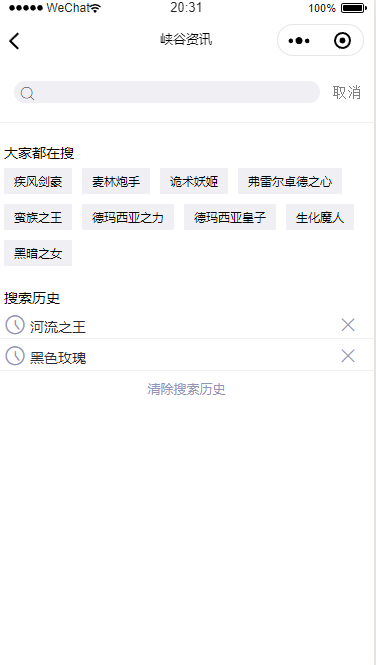 WeChat 20:31 100%
峡谷资讯
取消
大家都在搜
疾风剑豪 麦林炮手 诡术妖姬 弗雷尔卓德之心
蛮族之王 德玛西亚之力 德玛西亚皇子 生化魔人
黑暗之女
搜索历史
河流之王
黑色玫瑰
清除搜索历史